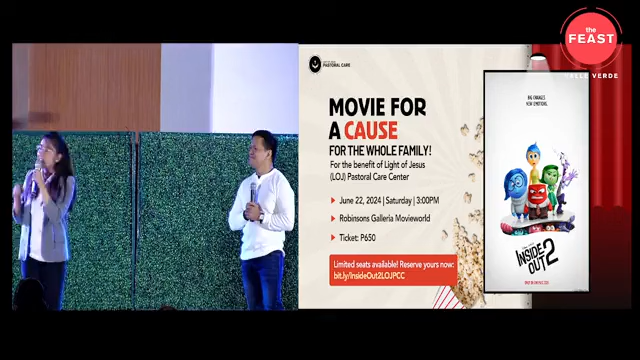 the
FEAST
VALLE VERDE
PASTORAL CARE
MOVIE FOR
A CAUSE
FOR THE WHOLE FAMILY!
For the benefit of Light of Jesus
(LOJ) Pastoral Care Center
June 22, 2024 | Saturday | 3:00PM
Robinsons Galleria Movieworld
Ticket: P650
Limited seats available! Reserve yours now:
bit.ly/InsideOut2LOJPCC
BIG CHANGES.
NEW EMOTIONS.
INSIDE
OUT 2